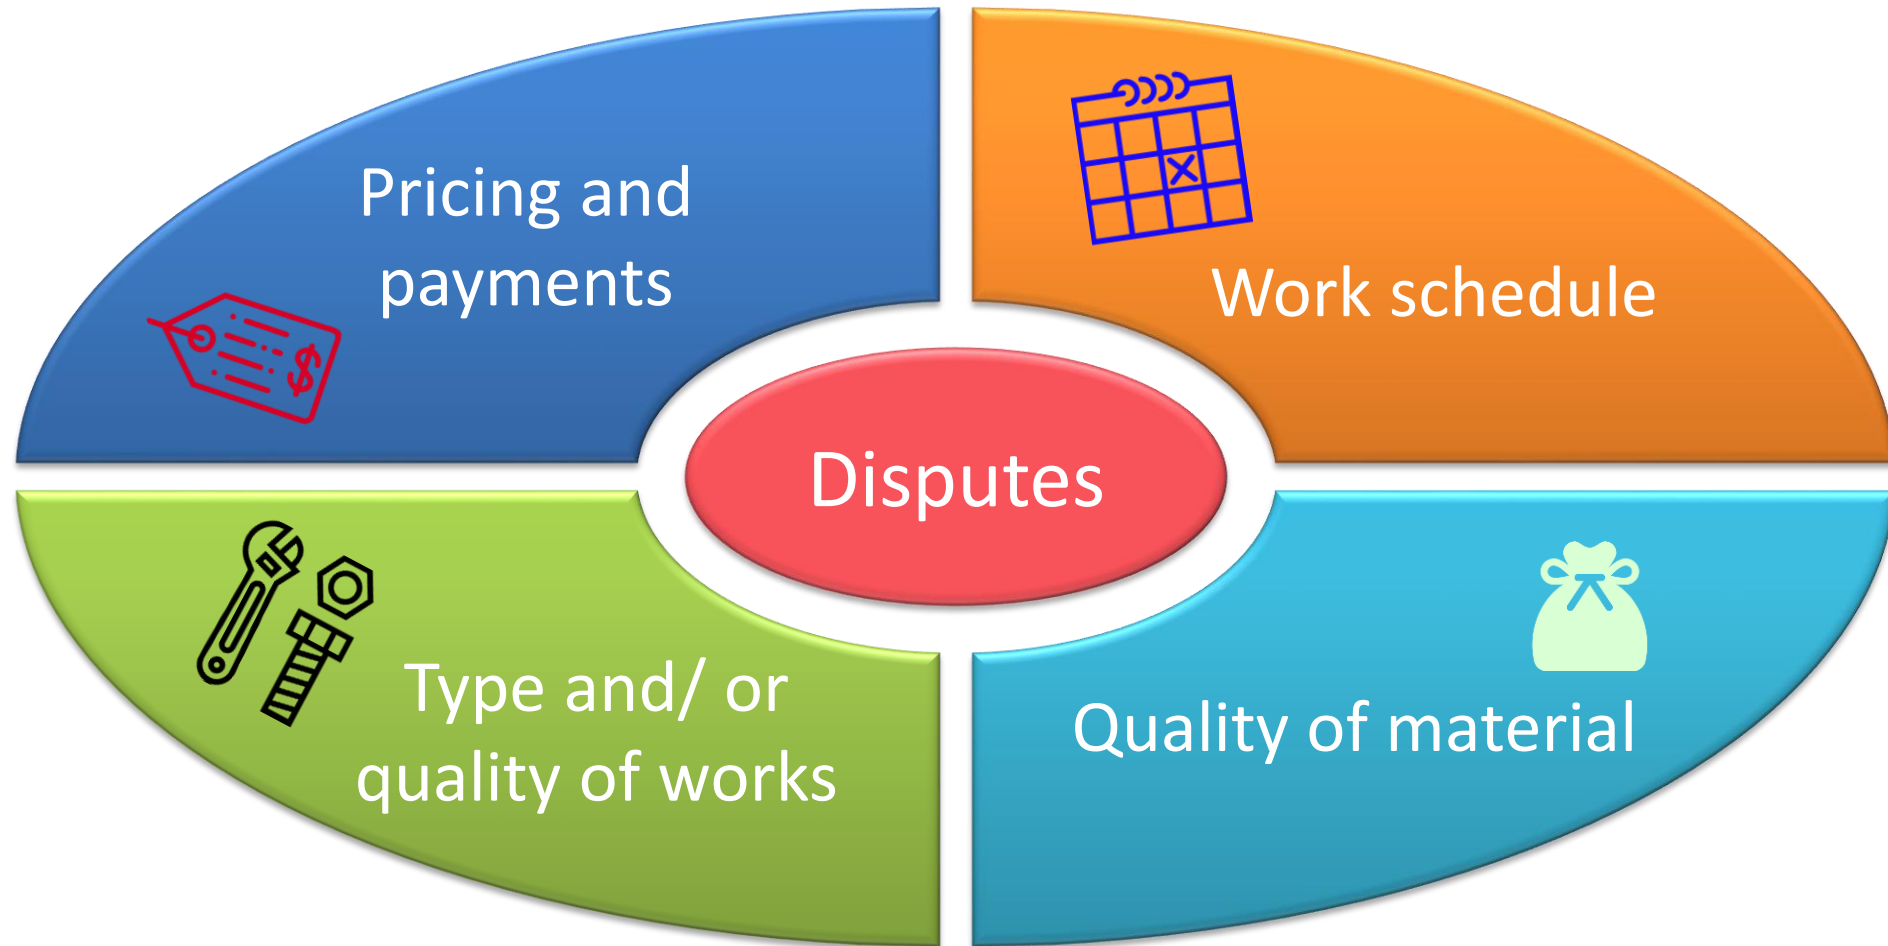 Pricing and
payments
Work schedule
Disputes
Type and/ or
quality of works
Quality of material